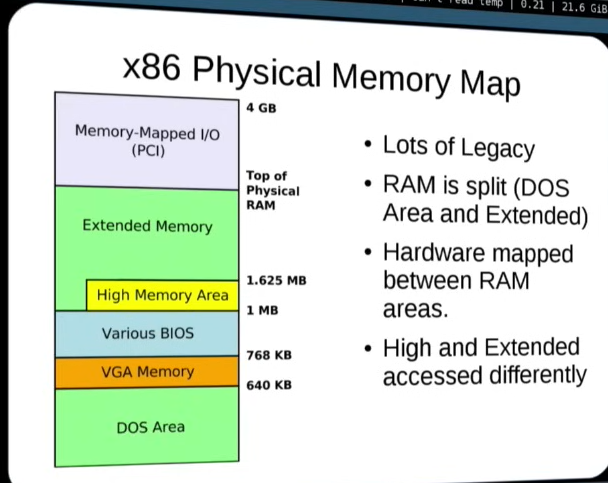 temp | 0.21 | 21.6 GiB
x86 Physical Memory Map
4 GB
Memory-Mapped I/O
(PCI)
Top of
Physical
RAM
Extended Memory
1.625 MB
High Memory Area
1 MB
Various BIOS
768 KB
VGA Memory
640 KB
DOS Area
• Lots of Legacy
• RAM is split (DOS
Area and Extended)
• Hardware mapped
between RAM
areas.
• High and Extended
accessed differently